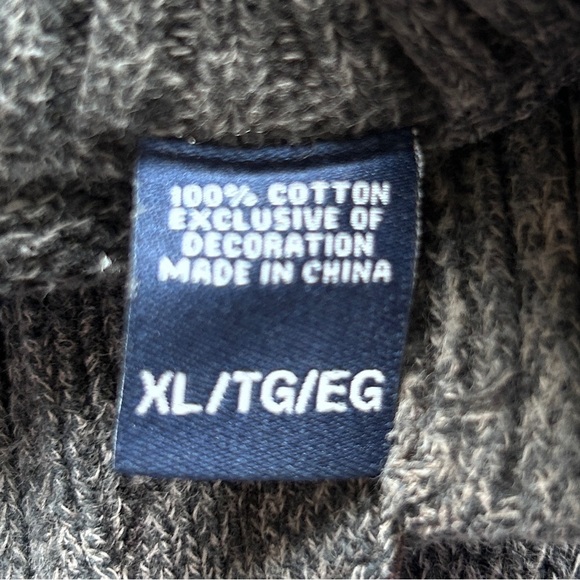 100% COTTON
EXCLUSIVE OF
DECORATION
MADE IN CHINA
XL/TG/EG